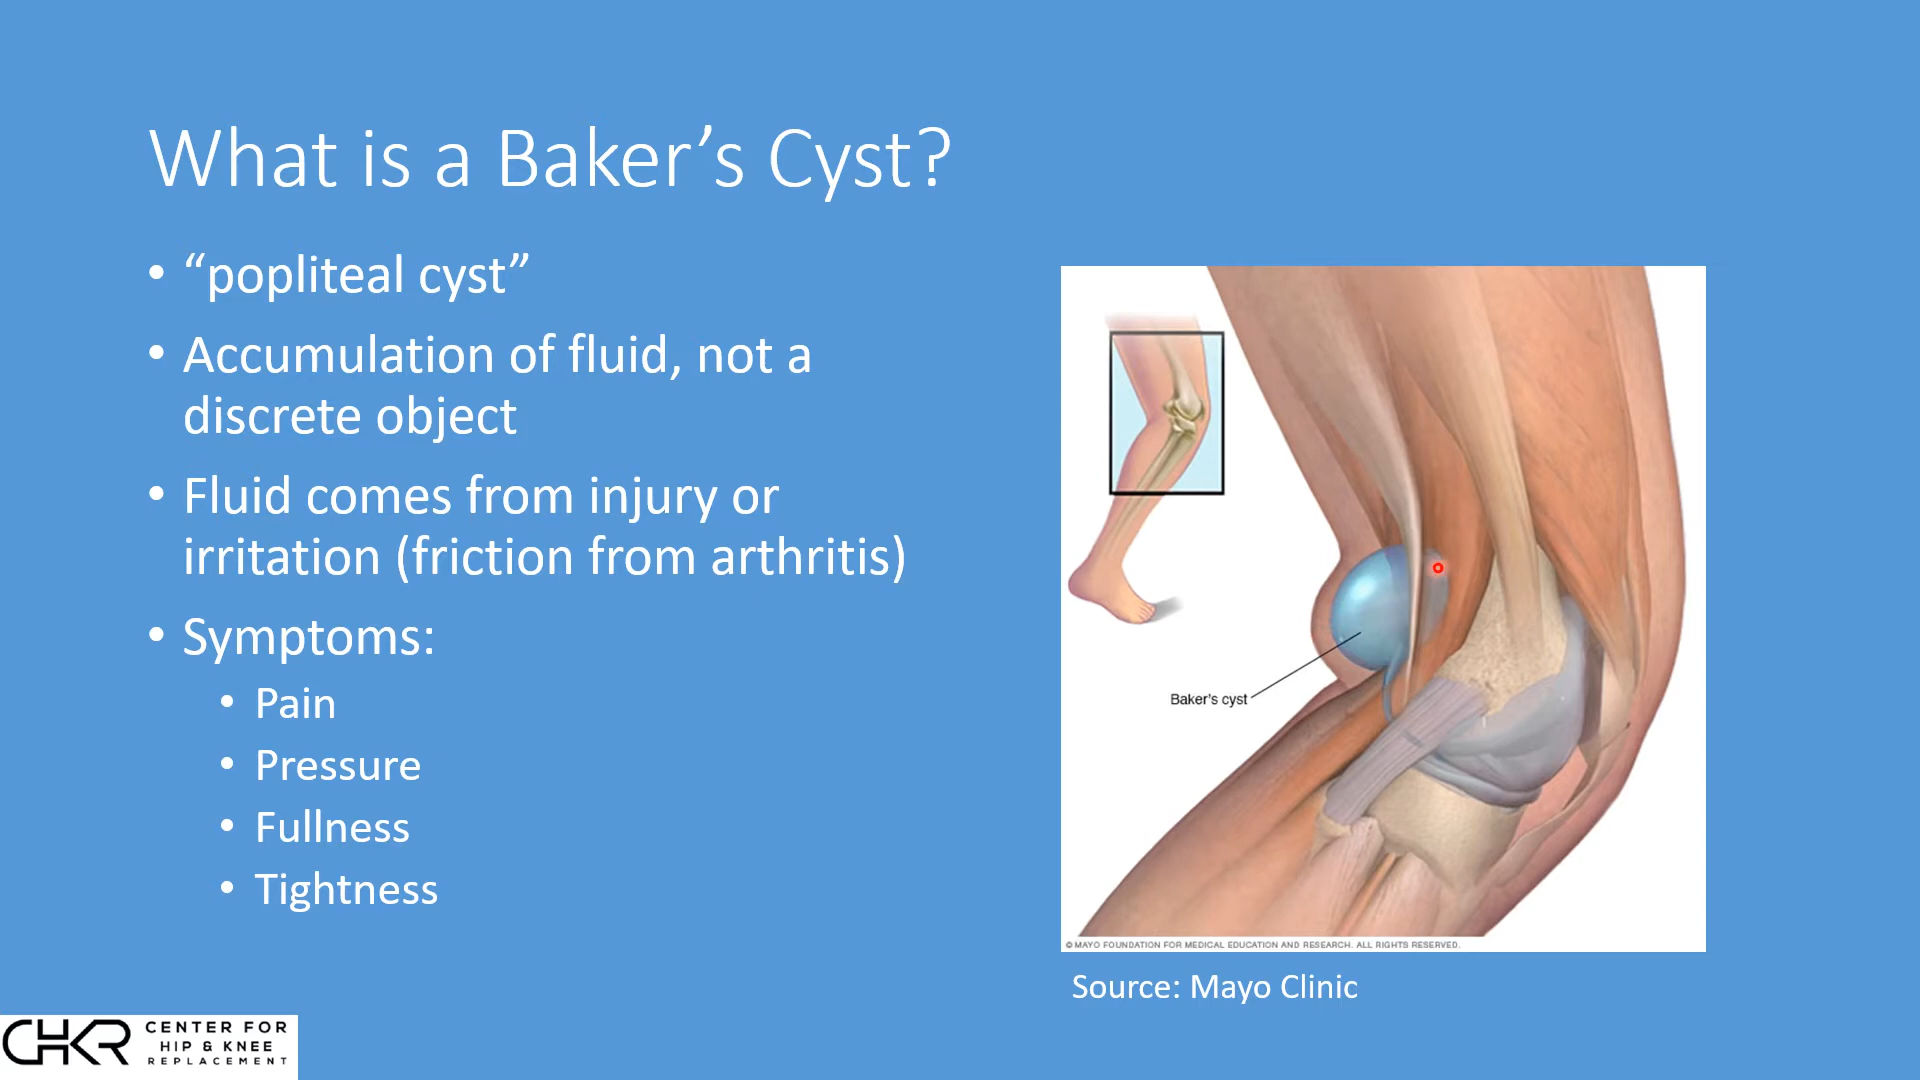 What is a Baker’s Cyst?
• “popliteal cyst”
• Accumulation of fluid, not a
discrete object
• Fluid comes from injury or
irritation (friction from arthritis)
• Symptoms:
• Pain
• Pressure
• Fullness
• Tightness
Baker's cyst
© MAYO FOUNDATION FOR MEDICAL EDUCATION AND RESEARCH. ALL RIGHTS RESERVED.
Source: Mayo Clinic
CHKR
CENTER FOR
HIP & KNEE
REPLACEMENT